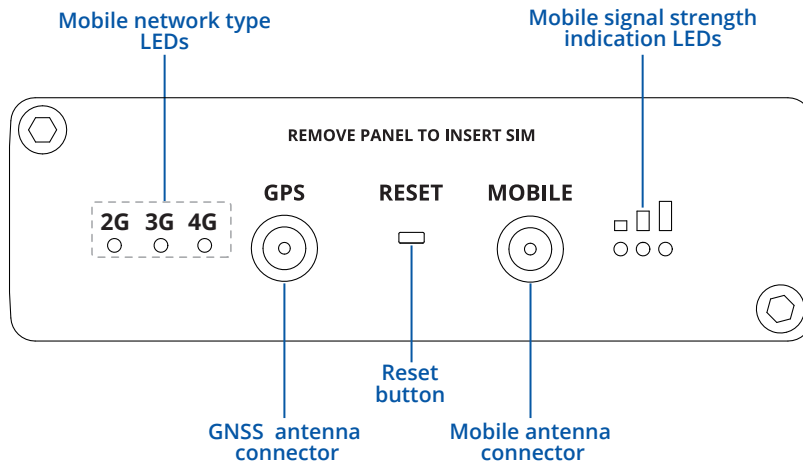 Mobile network type
LEDs
Mobile signal strength
indication LEDs
REMOVE PANEL TO INSERT SIM
GPS
RESET
MOBILE
2G 3G 4G
Reset
button
GNSS antenna
connector
Mobile antenna
connector